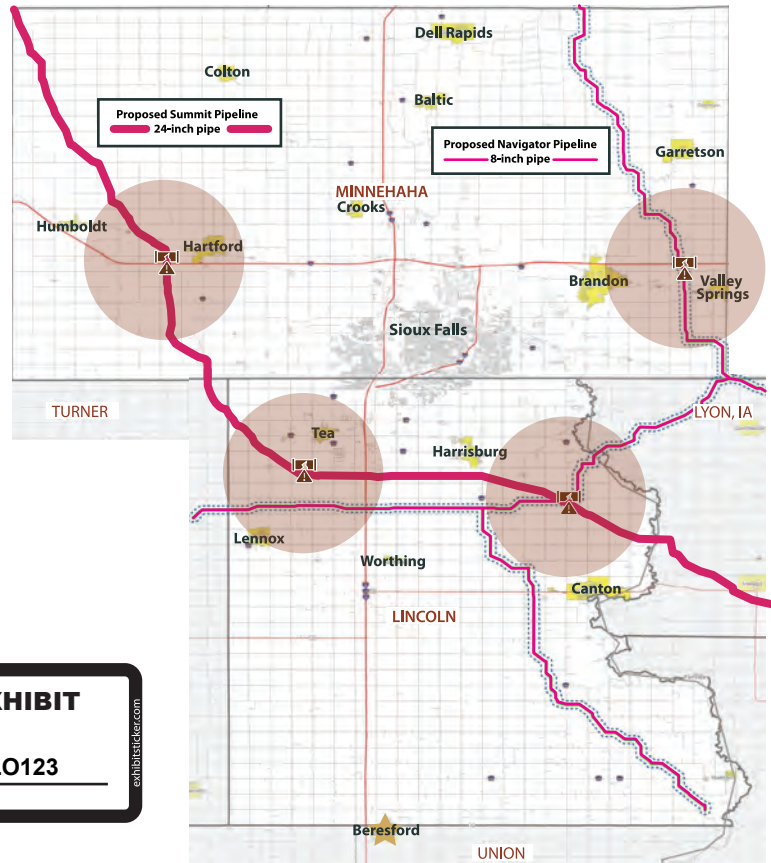 Dell Rapids
Colton
Baltic
Proposed Summit Pipeline
24-inch pipe
Proposed Navigator Pipeline
8-inch pipe
Garretson
MINNEHAHA
Crooks
Humboldt
Hartford
Brandon
Valley
Springs
Sioux Falls
TURNER
LYON, IA
Tea
Harrisburg
Lennox
Worthing
Canton
LINCOLN
XHIBIT
O123
exhibitsticker.com
Beresford
UNION